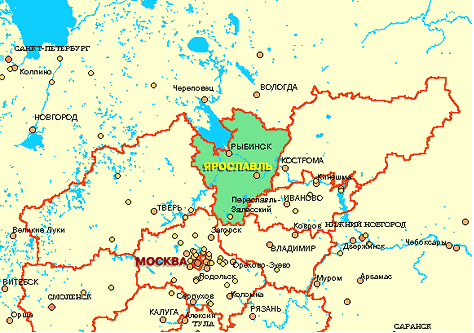 САНКТ-ПЕТЕРБУРГ
Колпино
Череповец
ВОЛОГДА
НОВГОРОД
РЫБИНСК
ЯРОСЛАВЛЬ
КОСТРОМА
Кинешма
Переславль-
Залесский
ИВАНОВО
ТВЕРЬ
Великие Луки
Загорск
Ковров
НИЖНИЙ НОВГОРОД
Дзержинск
Чебоксары
ВЛАДИМИР
МОСКВА
Орехово-Зуево
ВИТЕБСК
Подольск
Муром
Арзамас
СМОЛЕНСК
Серпухов
Коломна
Орша
КАЛУГА
Алексин
ТУЛА
РЯЗАНЬ
САРАНСК